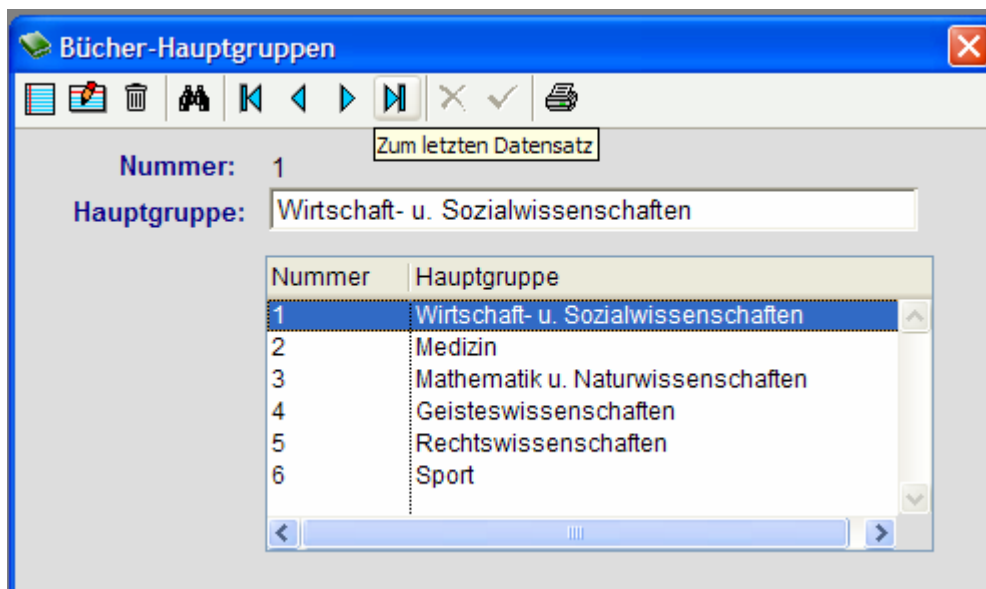 Bücher-Hauptgruppen
Zum letzten Datensatz
Nummer: 1
Hauptgruppe: Wirtschaft- u. Sozialwissenschaften
Nummer Hauptgruppe
1 Wirtschaft- u. Sozialwissenschaften
2 Medizin
3 Mathematik u. Naturwissenschaften
4 Geisteswissenschaften
5 Rechtswissenschaften
6 Sport